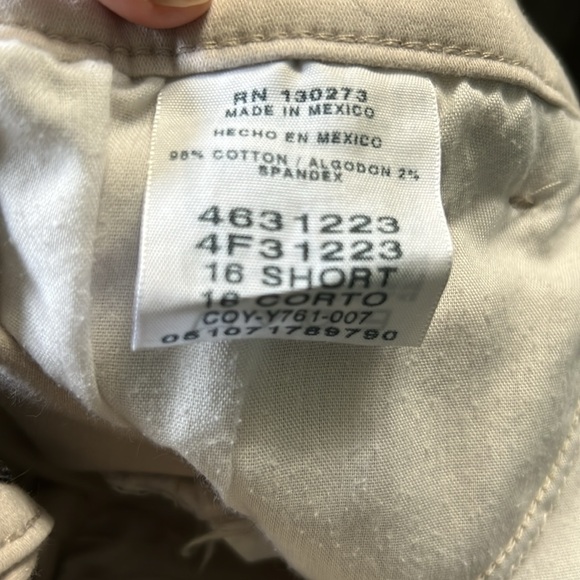 RN 130273
MADE IN MEXICO
HECHO EN MEXICO
98% COTTON / ALGODON 2%
SPANDEX
4631223
4F31223
16 SHORT
16 CORTO
COY-Y761-007
051071789790